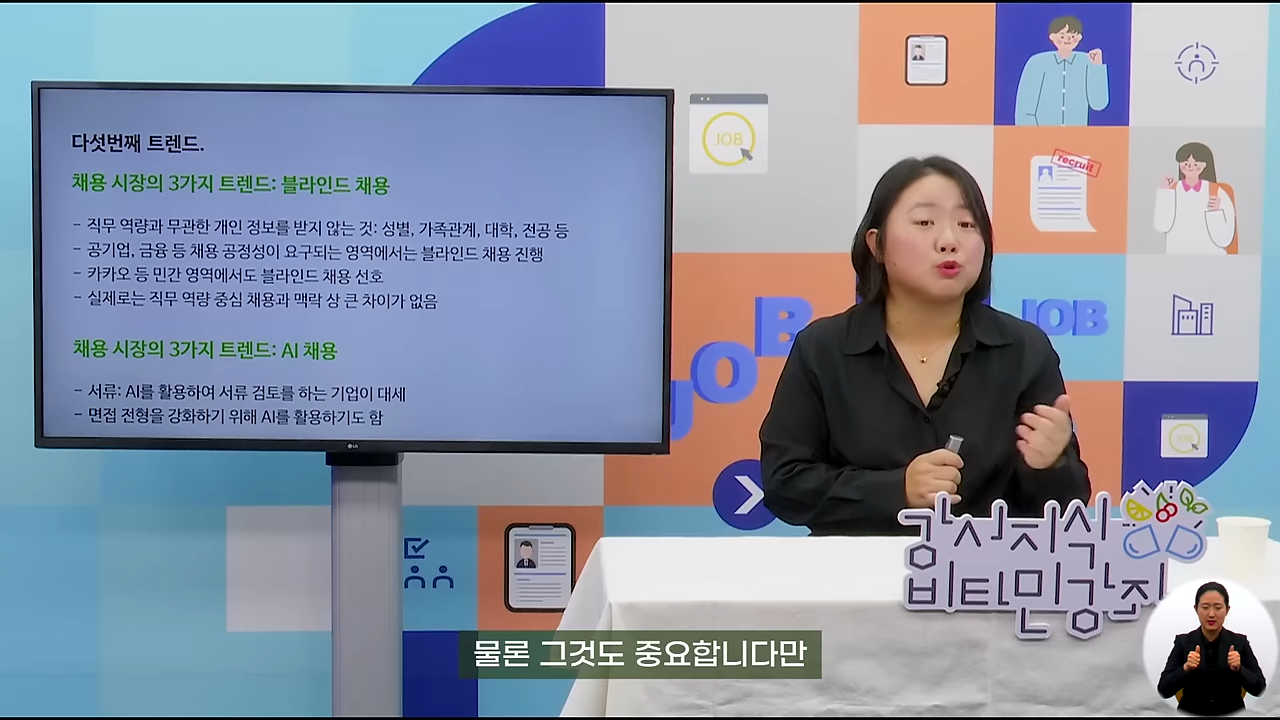 다섯번째 트렌드.
채용 시장의 3가지 트렌드: 블라인드 채용
- 직무 역량과 무관한 개인 정보를 받지 않는 것: 성별, 가족관계, 대학, 전공 등
- 공기업, 금융 등 채용 공정성이 요구되는 영역에서는 블라인드 채용 진행
- 카카오 등 민간 영역에서도 블라인드 채용 선호
- 실제로는 직무 역량 중심 채용과 맥락 상 큰 차이가 없음
채용 시장의 3가지 트렌드: AI 채용
- 서류: AI를 활용하여 서류 검토를 하는 기업이 대세
- 면접 전형을 강화하기 위해 AI를 활용하기도 함
LG
JOB
recruit
JOB
JOB
JOB
감사지식
비타민강좌
물론 그것도 중요합니다만